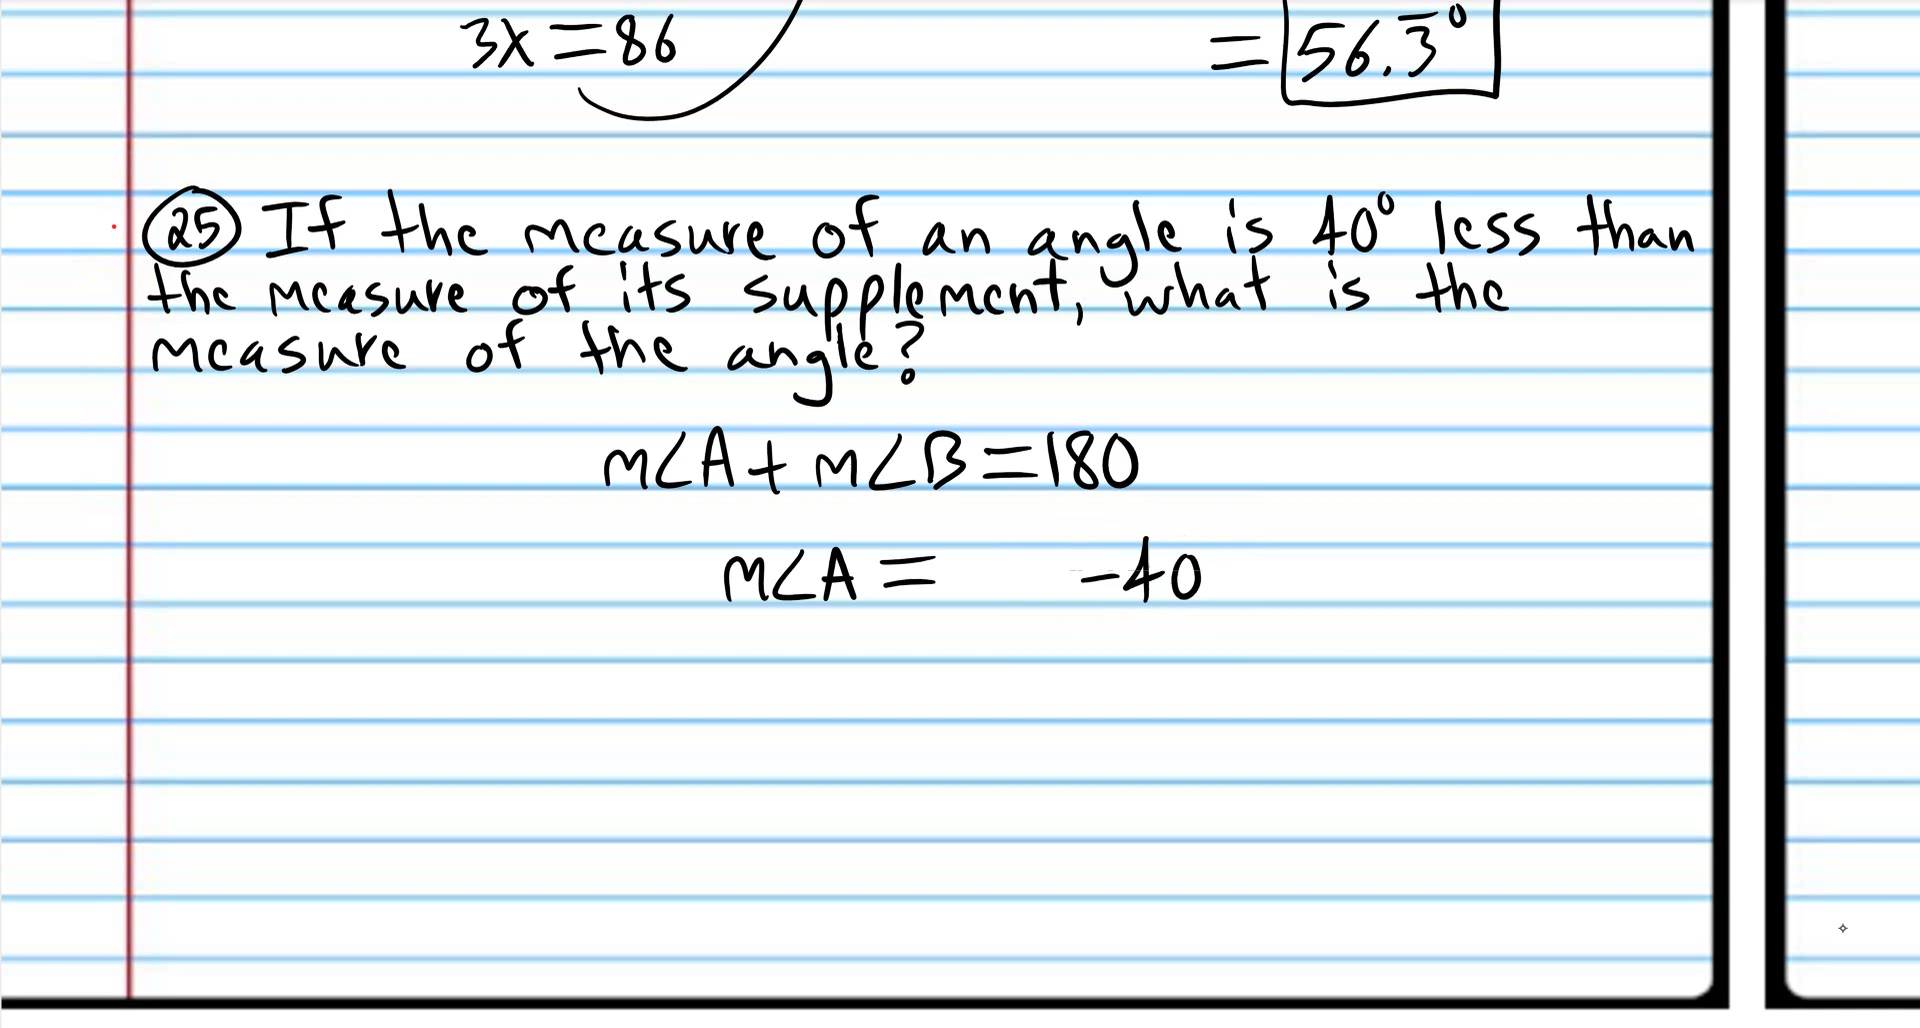 3x = 86
= 56.3̅°
25 If the measure of an angle is 40° less than
the measure of its supplement, what is the
measure of the angle?
m∠A + m∠B = 180
m∠A = -40